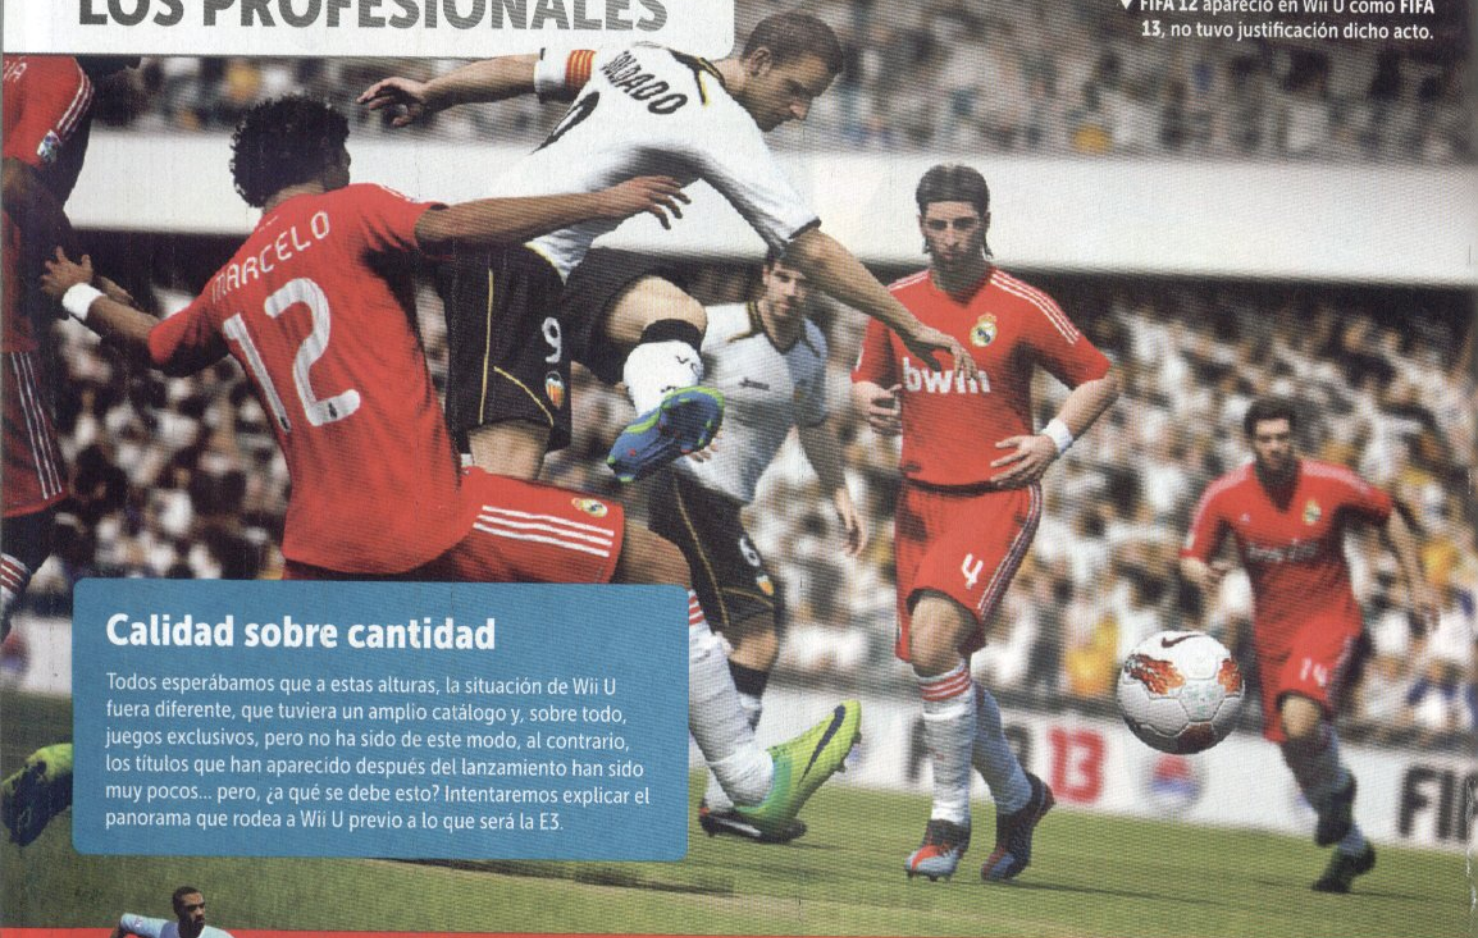 LOS PROFESIONALES
FIFA 12 apareció en Wii U como FIFA
13, no tuvo justificación dicho acto.
MARCELO
12
9
bwin
4
14
13
Calidad sobre cantidad
Todos esperábamos que a estas alturas, la situación de Wii U
fuera diferente, que tuviera un amplio catálogo y, sobre todo,
juegos exclusivos, pero no ha sido de este modo, al contrario,
los títulos que han aparecido después del lanzamiento han sido
muy pocos... pero, ¿a qué se debe esto? Intentaremos explicar el
panorama que rodea a Wii U previo a lo que será la E3.